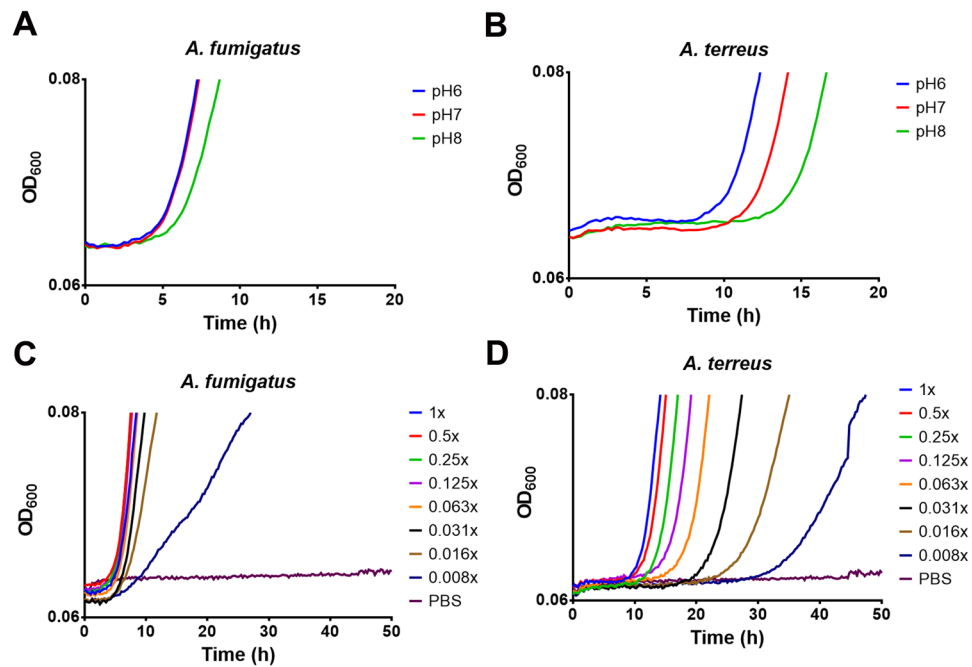 A
A. fumigatus
0.08
OD600
0.06
0
5
10
15
20
Time (h)
pH6
pH7
pH8
B
A. terreus
0.08
OD600
0.06
0
5
10
15
20
Time (h)
pH6
pH7
pH8
C
A. fumigatus
0.08
OD600
0.06
0
10
20
30
40
50
Time (h)
1x
0.5x
0.25x
0.125x
0.063x
0.031x
0.016x
0.008x
PBS
D
A. terreus
0.08
OD600
0.06
0
10
20
30
40
50
Time (h)
1x
0.5x
0.25x
0.125x
0.063x
0.031x
0.016x
0.008x
PBS